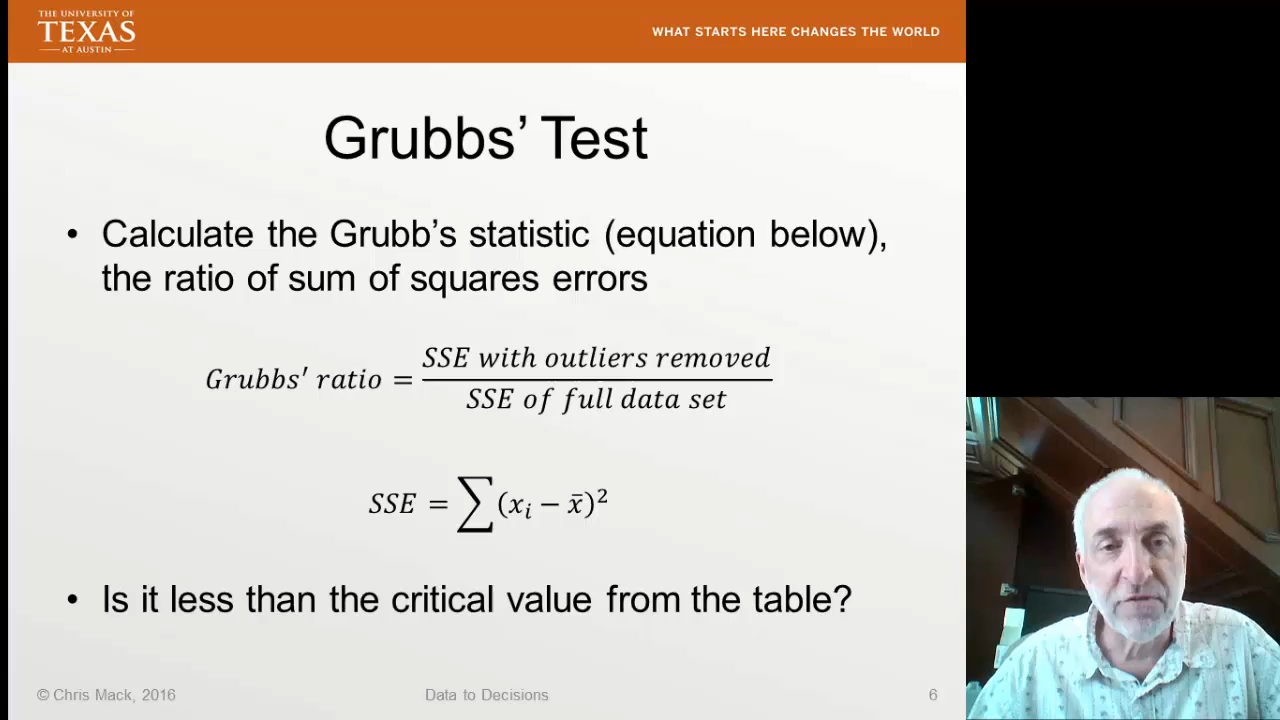 THE UNIVERSITY OF
TEXAS
AT AUSTIN
WHAT STARTS HERE CHANGES THE WORLD
Grubbs’ Test
• Calculate the Grubb’s statistic (equation below),
the ratio of sum of squares errors
Grubbs′ ratio = SSE with outliers removed / SSE of full data set
SSE = ∑(xᵢ − x̄)²
• Is it less than the critical value from the table?
© Chris Mack, 2016
Data to Decisions
6